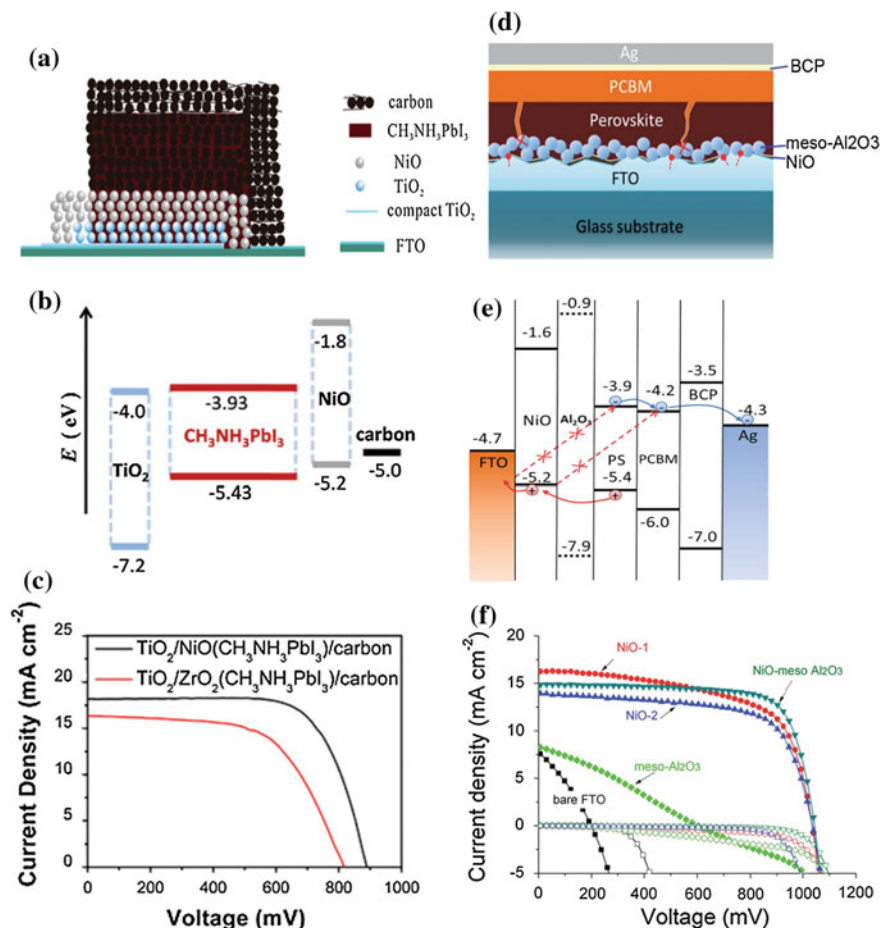 (a)
carbon
CH₃NH₃PbI₃
NiO
TiO₂
compact TiO₂
FTO
(b)
E (eV)
-4.0
TiO₂
-7.2
-3.93
CH₃NH₃PbI₃
-5.43
-1.8
NiO
-5.2
carbon
-5.0
(c)
Current Density (mA cm⁻²)
25
20
15
10
5
0
TiO₂/NiO(CH₃NH₃PbI₃)/carbon
TiO₂/ZrO₂(CH₃NH₃PbI₃)/carbon
0 200 400 600 800 1000
Voltage (mV)
(d)
Ag
BCP
PCBM
Perovskite
meso-Al2O3
NiO
FTO
Glass substrate
(e)
-4.7
FTO
-1.6
NiO
-5.2
-0.9
Al₂O₃
-7.9
-3.9
PS
-5.4
-4.2
PCBM
-6.0
-3.5
BCP
-7.0
-4.3
Ag
(f)
Current density (mA cm⁻²)
20
15
10
5
0
-5
NiO-1
NiO-meso Al2O3
NiO-2
meso-Al2O3
bare FTO
0 200 400 600 800 1000 1200
Voltage (mV)